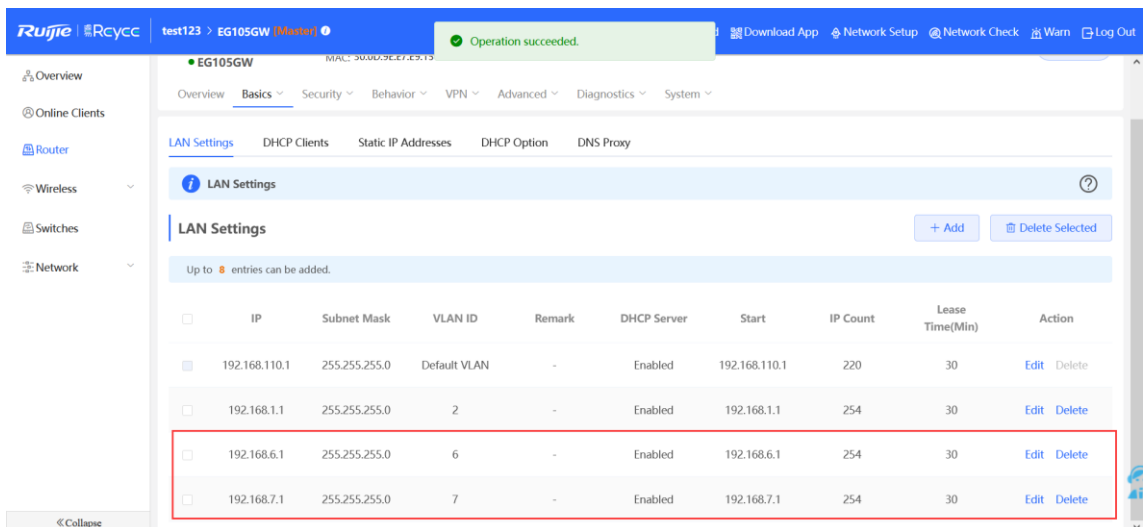 Ruijie Rcycc test123 > EG105GW [Master] Download App Network Setup Network Check Warn Log Out
Operation succeeded.
Overview
Online Clients
Router
Wireless
Switches
Network
Collapse
EG105GW
Overview Basics Security Behavior VPN Advanced Diagnostics System
LAN Settings DHCP Clients Static IP Addresses DHCP Option DNS Proxy
LAN Settings
LAN Settings + Add Delete Selected
Up to 8 entries can be added.
IP Subnet Mask VLAN ID Remark DHCP Server Start IP Count Lease Time(Min) Action
192.168.110.1 255.255.255.0 Default VLAN - Enabled 192.168.110.1 220 30 Edit Delete
192.168.1.1 255.255.255.0 2 - Enabled 192.168.1.1 254 30 Edit Delete
192.168.6.1 255.255.255.0 6 - Enabled 192.168.6.1 254 30 Edit Delete
192.168.7.1 255.255.255.0 7 - Enabled 192.168.7.1 254 30 Edit Delete